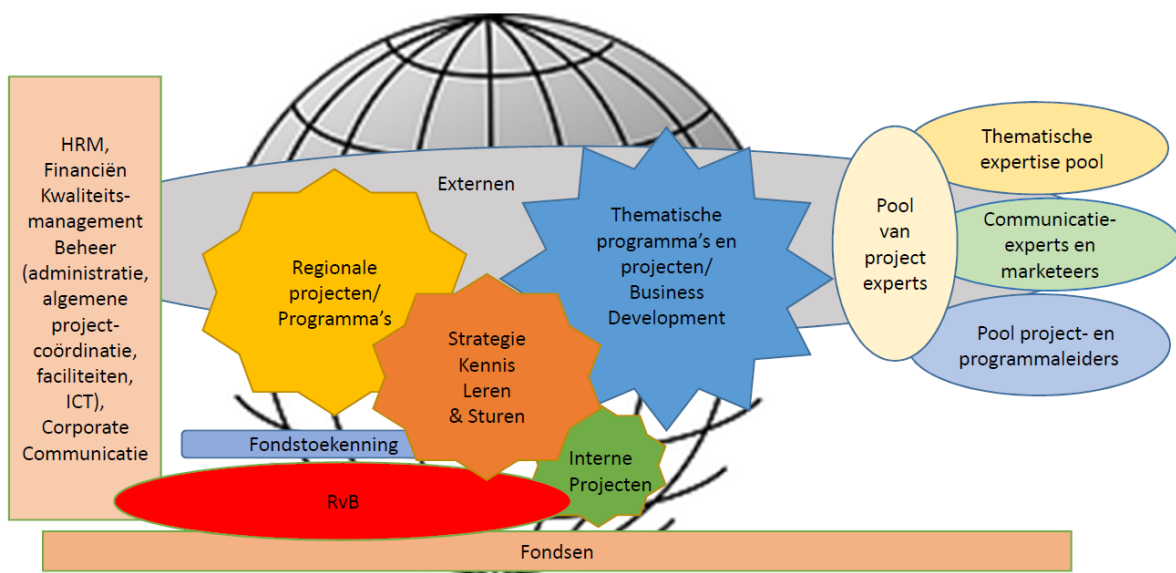 HRM,
Financiën
Kwaliteits-
management
Beheer
(administratie,
algemene
project-
coördinatie,
faciliteiten,
ICT),
Corporate
Communicatie
Externen
Regionale
projecten/
Programma's
Thematische
programma's en
projecten/
Business
Development
Strategie
Kennis
Leren
& Sturen
Interne
Projecten
Fondstoekenning
RvB
Fondsen
Pool
van
project
experts
Thematische
expertise pool
Communicatie-
experts en
marketeers
Pool project- en
programmaleiders